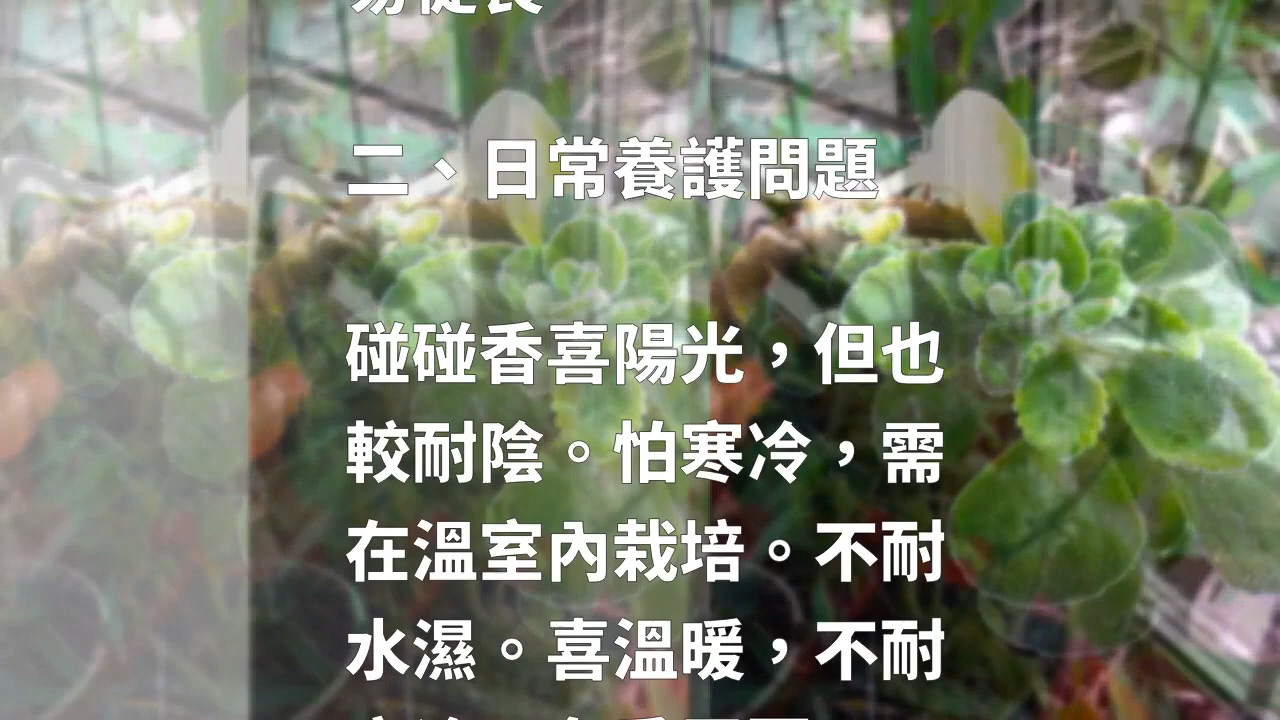 二、日常養護問題
碰碰香喜陽光，但也
較耐陰。怕寒冷，需
在溫室內栽培。不耐
水濕。喜溫暖，不耐